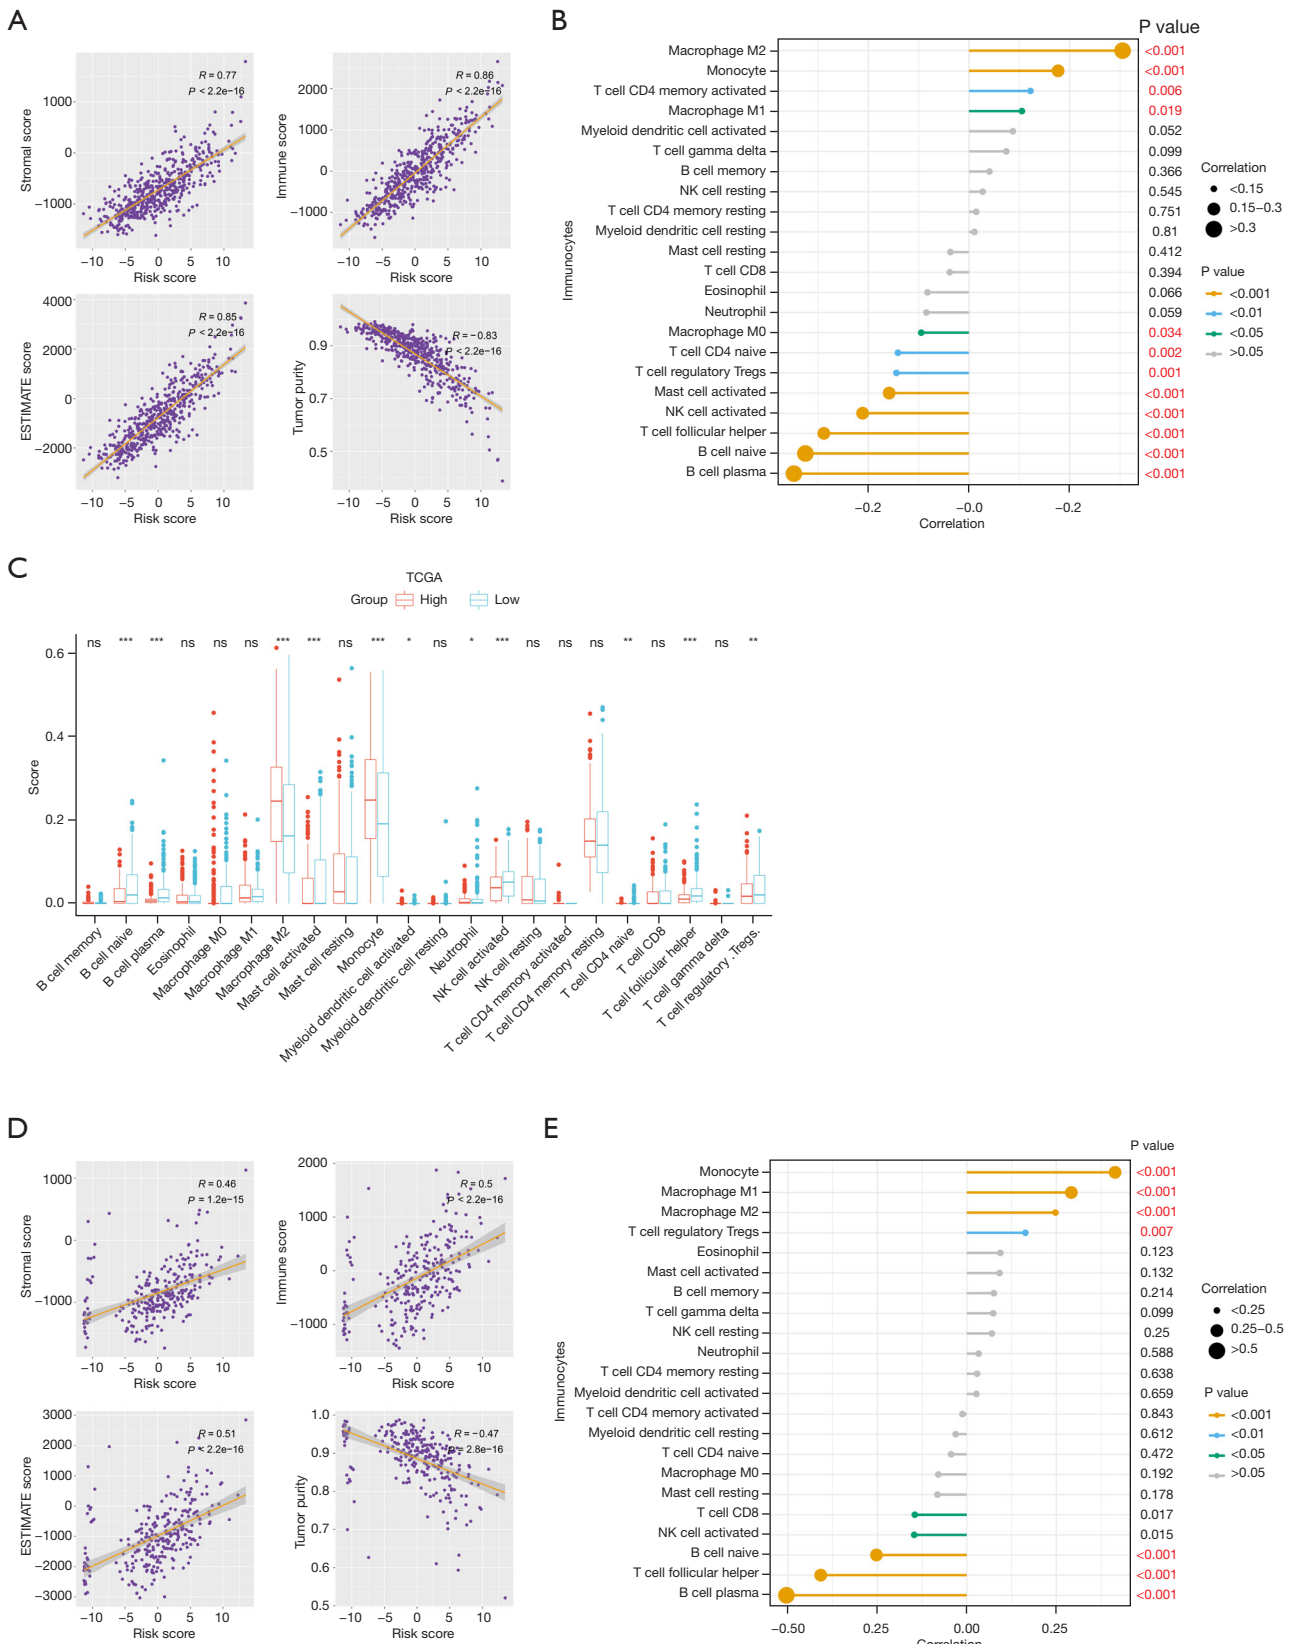 A
B
P value
R = 0.77
P < 2.2e−16
Stromal score
1000
0
−1000
−10 −5 0 5 10
Risk score
R = 0.86
P < 2.2e−16
Immune score
2000
1000
0
−1000
−10 −5 0 5 10
Risk score
R = 0.85
P < 2.2e−16
ESTIMATE score
4000
2000
0
−2000
−10 −5 0 5 10
Risk score
R = −0.83
P < 2.2e−16
Tumor purity
0.9
0.7
0.5
−10 −5 0 5 10
Risk score
Immunocytes
Macrophage M2 <0.001
Monocyte <0.001
T cell CD4 memory activated 0.006
Macrophage M1 0.019
Myeloid dendritic cell activated 0.052
T cell gamma delta 0.099
B cell memory 0.366
NK cell resting 0.545
T cell CD4 memory resting 0.751
Myeloid dendritic cell resting 0.81
Mast cell resting 0.412
T cell CD8 0.394
Eosinophil 0.066
Neutrophil 0.059
Macrophage M0 0.034
T cell CD4 naive 0.002
T cell regulatory Tregs 0.001
Mast cell activated <0.001
NK cell activated <0.001
T cell follicular helper <0.001
B cell naive <0.001
B cell plasma <0.001
−0.2 −0.0 −0.2
Correlation
Correlation
<0.15
0.15−0.3
>0.3
P value
<0.001
<0.01
<0.05
>0.05
C
TCGA
Group High Low
ns *** *** ns ns ns *** *** ns *** * ns * *** ns ns ns ** ns *** ns **
Score
0.6
0.4
0.2
0.0
B cell memory
B cell naive
B cell plasma
Eosinophil
Macrophage M0
Macrophage M1
Macrophage M2
Mast cell activated
Mast cell resting
Monocyte
Myeloid dendritic cell activated
Myeloid dendritic cell resting
Neutrophil
NK cell activated
NK cell resting
T cell CD4 memory activated
T cell CD4 memory resting
T cell CD4 naive
T cell CD8
T cell follicular helper
T cell gamma delta
T cell regulatory .Tregs.
D
E
R = 0.46
P = 1.2e−15
Stromal score
1000
0
−1000
−10 −5 0 5 10
Risk score
R = 0.5
P < 2.2e−16
Immune score
2000
1000
0
−1000
−10 −5 0 5 10
Risk score
R = 0.51
P < 2.2e−16
ESTIMATE score
3000
2000
1000
0
−1000
−2000
−3000
−10 −5 0 5 10
Risk score
R = −0.47
P = 2.8e−16
Tumor purity
1.0
0.9
0.8
0.7
0.6
0.5
−10 −5 0 5 10
Risk score
P value
Immunocytes
Monocyte <0.001
Macrophage M1 <0.001
Macrophage M2 <0.001
T cell regulatory Tregs 0.007
Eosinophil 0.123
Mast cell activated 0.132
B cell memory 0.214
T cell gamma delta 0.099
NK cell resting 0.25
Neutrophil 0.588
T cell CD4 memory resting 0.638
Myeloid dendritic cell activated 0.659
T cell CD4 memory activated 0.843
Myeloid dendritic cell resting 0.612
T cell CD4 naive 0.472
Macrophage M0 0.192
Mast cell resting 0.178
T cell CD8 0.017
NK cell activated 0.015
B cell naive <0.001
T cell follicular helper <0.001
B cell plasma <0.001
−0.50 0.25 0.00 0.25
Correlation
Correlation
<0.25
0.25−0.5
>0.5
P value
<0.001
<0.01
<0.05
>0.05